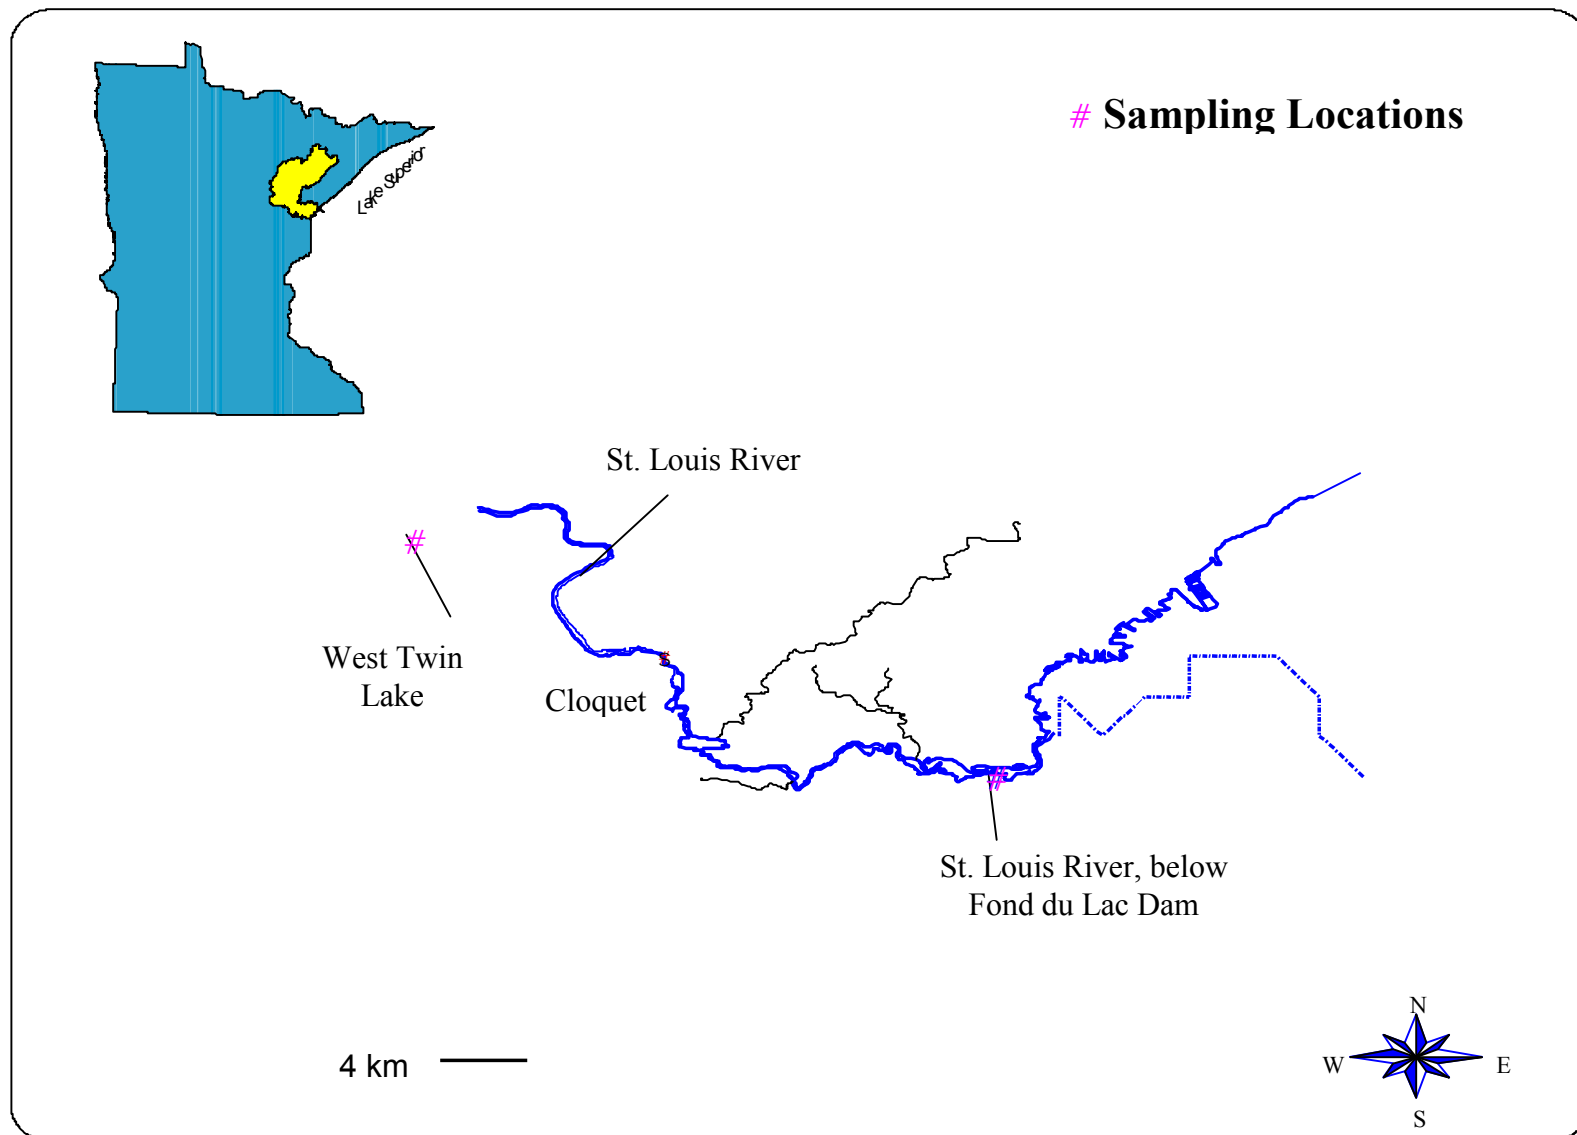 # Sampling Locations
Lake Superior
St. Louis River
#
West Twin
Lake
Cloquet
#
St. Louis River, below
Fond du Lac Dam
4 km
N
W
E
S